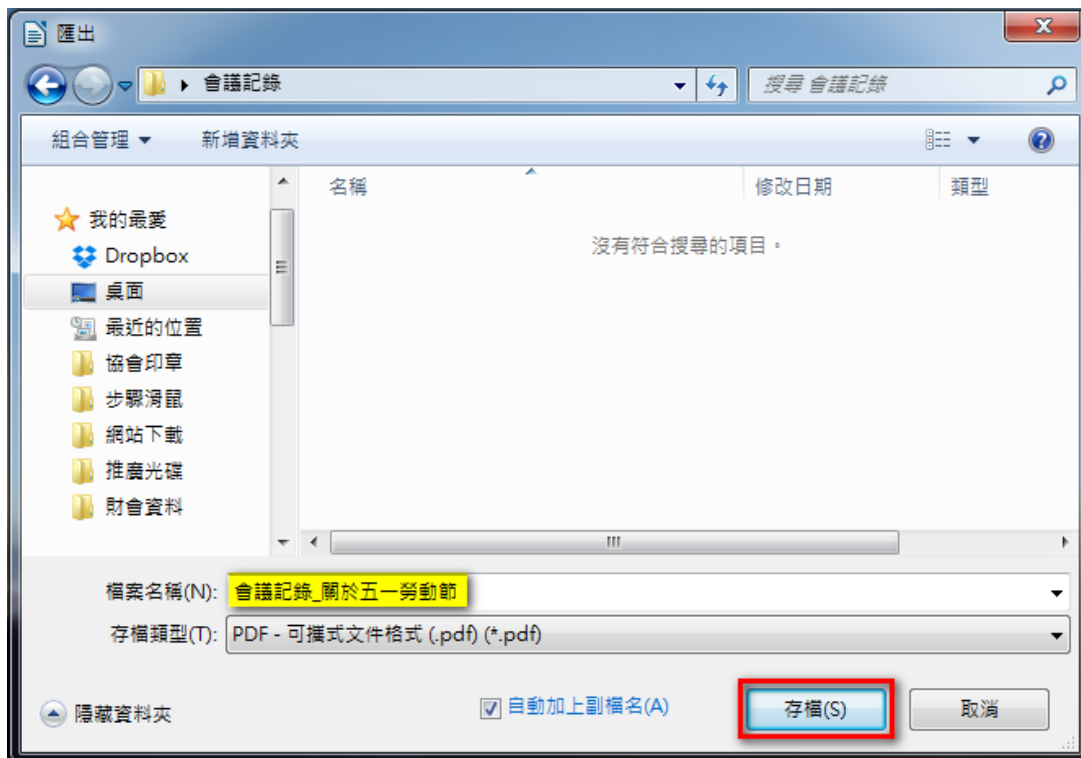 匯出
會議記錄
搜尋 會議記錄
組合管理
新增資料夾
名稱
修改日期
類型
沒有符合搜尋的項目。
我的最愛
Dropbox
桌面
最近的位置
協會印章
步驟滑鼠
網站下載
推廣光碟
財會資料
檔案名稱(N): 會議記錄_關於五一勞動節
存檔類型(T): PDF - 可攜式文件格式 (.pdf) (*.pdf)
隱藏資料夾
自動加上副檔名(A)
存檔(S)
取消